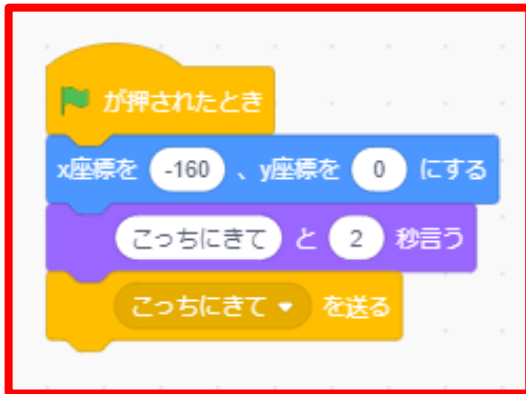 が押されたとき
x座標を -160 、y座標を 0 にする
こっちにきて と 2 秒言う
こっちにきて を送る